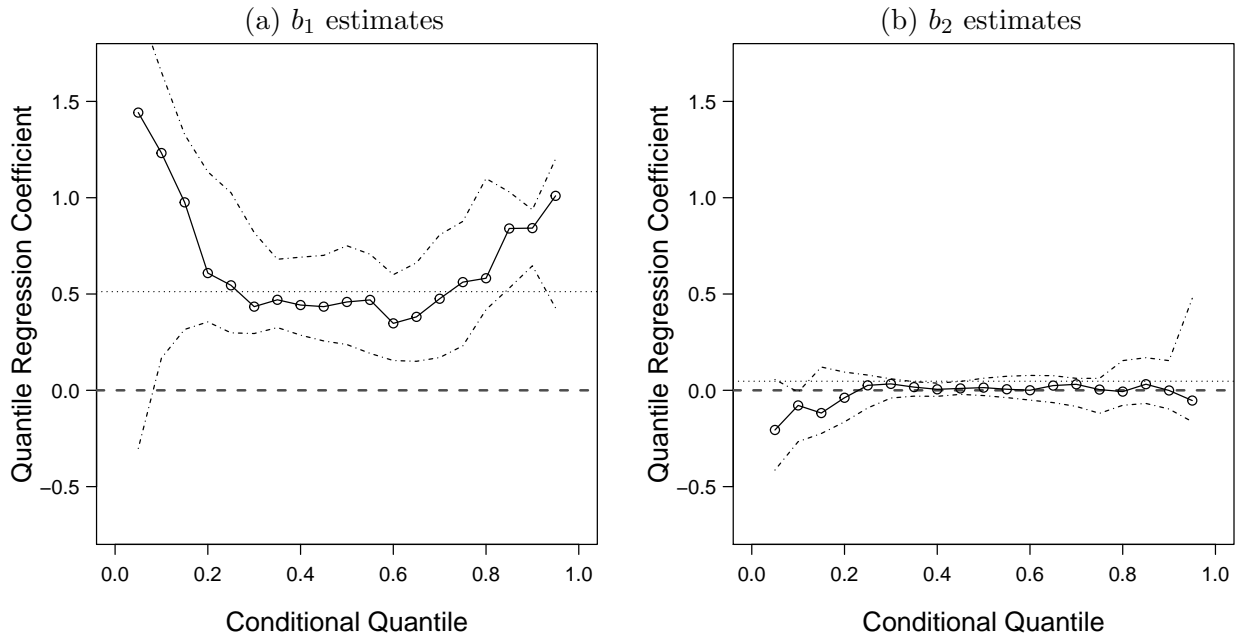 (a) b₁ estimates
Quantile Regression Coefficient
1.5
1.0
0.5
0.0
−0.5
0.0 0.2 0.4 0.6 0.8 1.0
Conditional Quantile
(b) b₂ estimates
Quantile Regression Coefficient
1.5
1.0
0.5
0.0
−0.5
0.0 0.2 0.4 0.6 0.8 1.0
Conditional Quantile